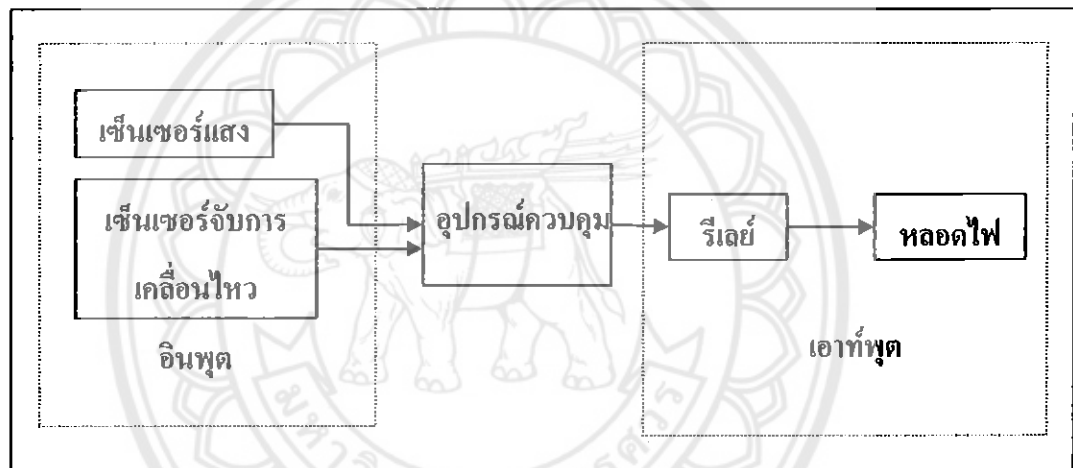 เซ็นเซอร์แสง
เซ็นเซอร์จับการ
เคลื่อนไหว
อินพุต
อุปกรณ์ควบคุม
รีเลย์
หลอดไฟ
เอาท์พุต